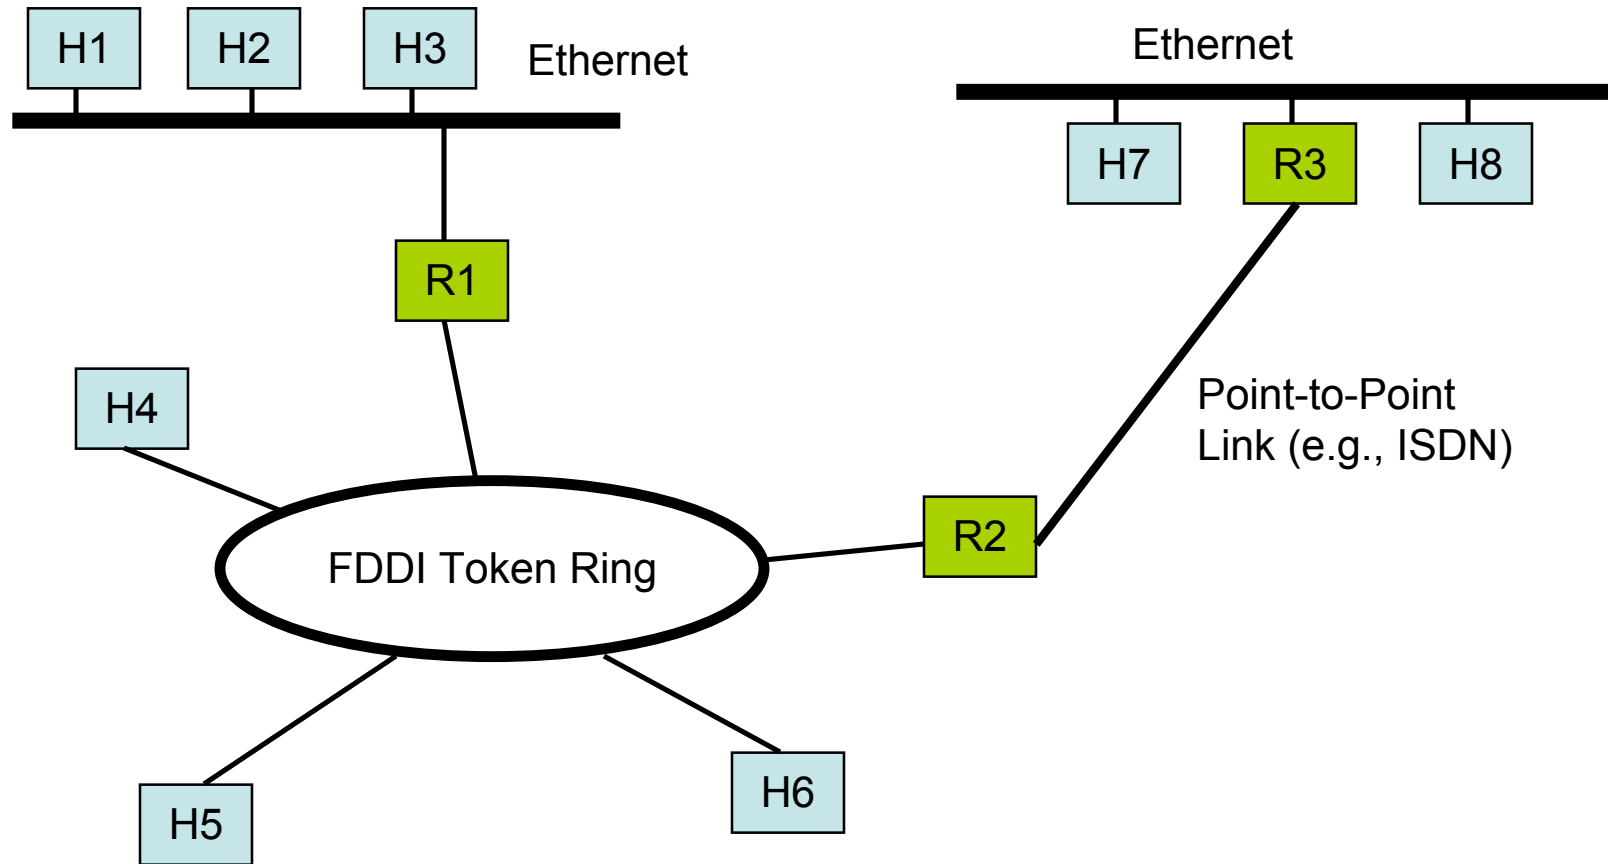 H1
H2
H3
Ethernet
Ethernet
H7
R3
H8
R1
H4
Point-to-Point
Link (e.g., ISDN)
R2
FDDI Token Ring
H6
H5